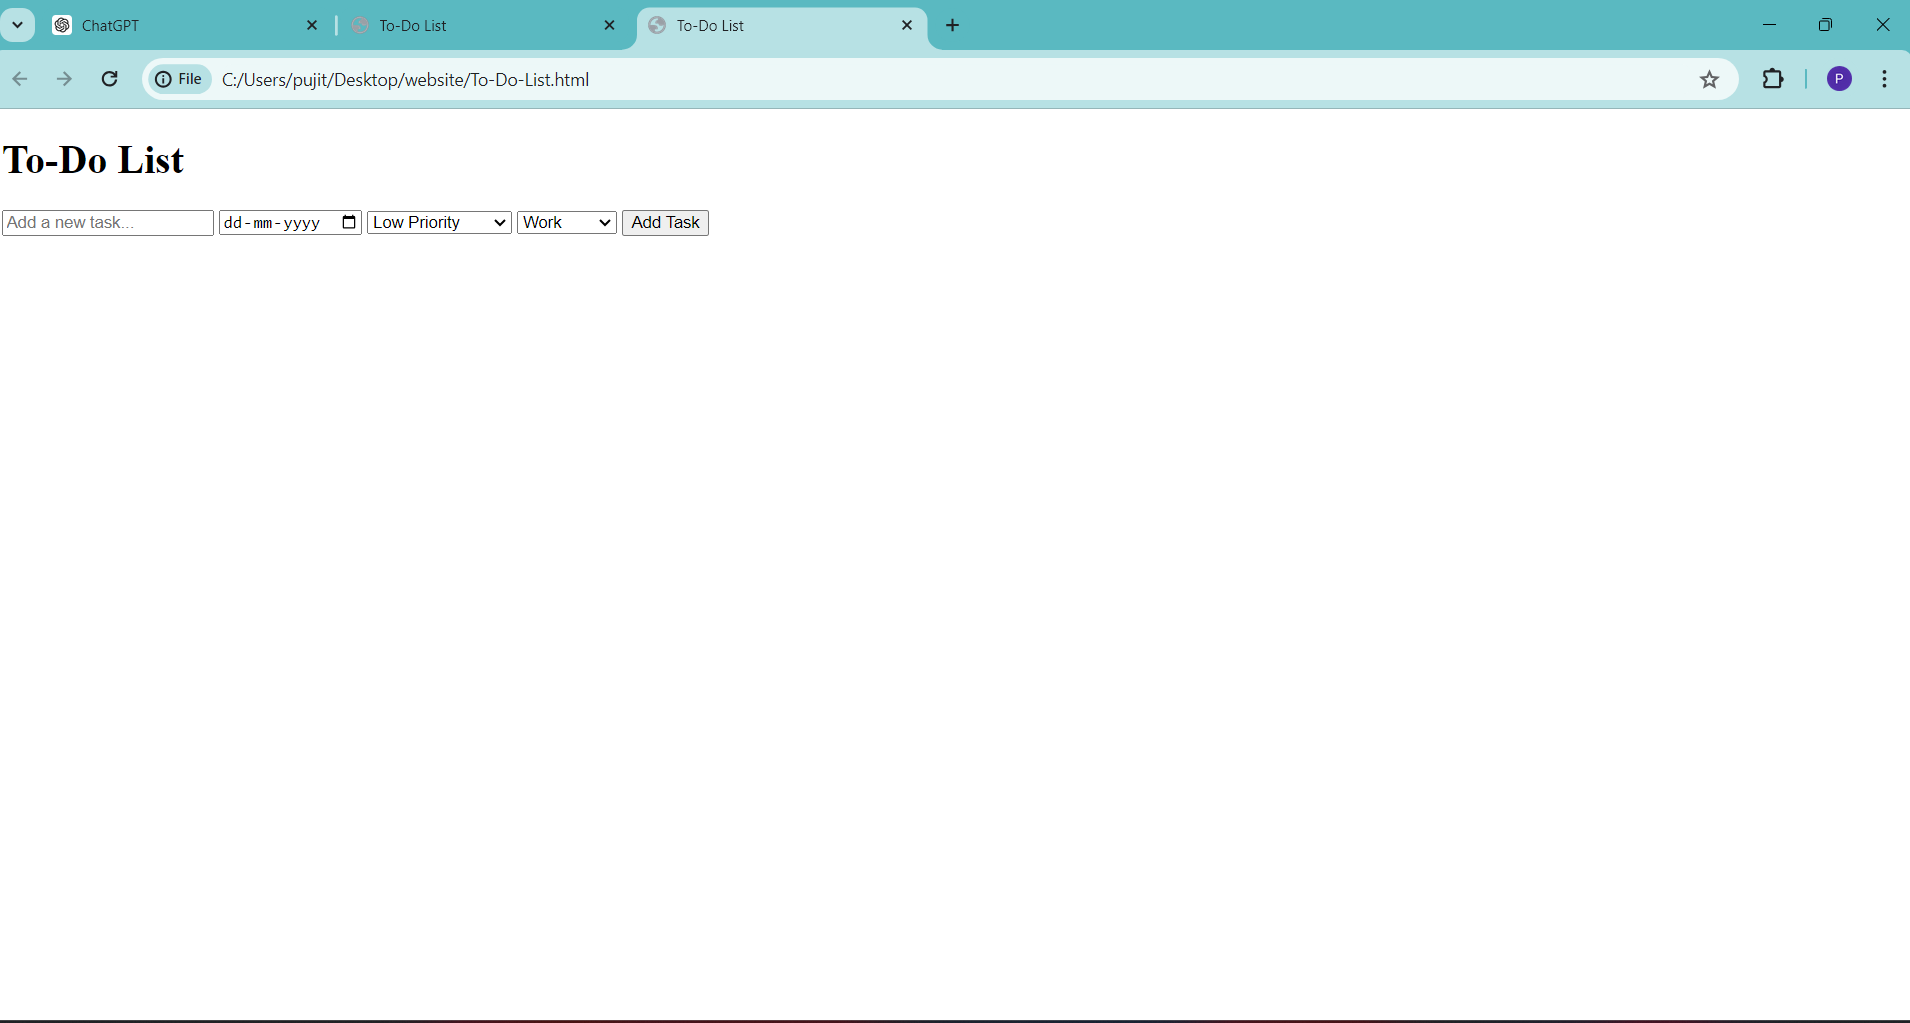 ChatGPT
To-Do List
To-Do List
File
C:/Users/pujit/Desktop/website/To-Do-List.html
P
To-Do List
Add a new task...
dd-mm-yyyy
Low Priority
Work
Add Task